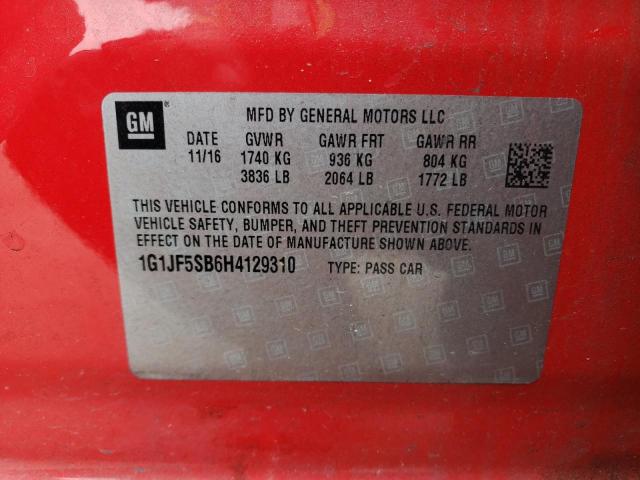 GM ®
MFD BY GENERAL MOTORS LLC
DATE GVWR GAWR FRT GAWR RR
11/16 1740 KG 936 KG 804 KG
3836 LB 2064 LB 1772 LB
THIS VEHICLE CONFORMS TO ALL APPLICABLE U.S. FEDERAL MOTOR
VEHICLE SAFETY, BUMPER, AND THEFT PREVENTION STANDARDS IN
EFFECT ON THE DATE OF MANUFACTURE SHOWN ABOVE.
1G1JF5SB6H4129310 TYPE: PASS CAR